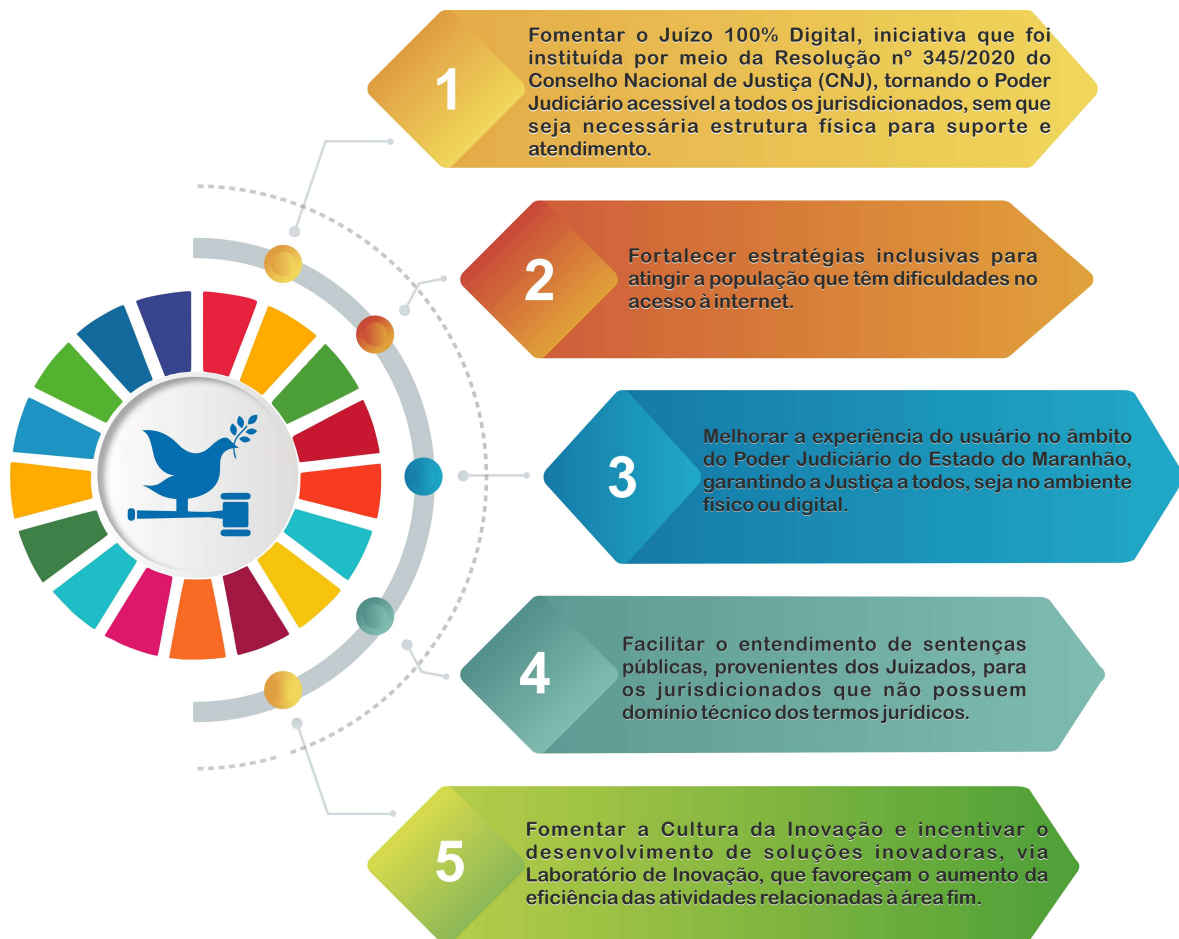 1
Fomentar o Juízo 100% Digital, iniciativa que foi
instituída por meio da Resolução nº 345/2020 do
Conselho Nacional de Justiça (CNJ), tornando o Poder
Judiciário acessível a todos os jurisdicionados, sem que
seja necessária estrutura física para suporte e
atendimento.
2
Fortalecer estratégias inclusivas para
atingir a população que têm dificuldades no
acesso à internet.
3
Melhorar a experiência do usuário no âmbito
do Poder Judiciário do Estado do Maranhão,
garantindo a Justiça a todos, seja no ambiente
físico ou digital.
4
Facilitar o entendimento de sentenças
públicas, provenientes dos Juizados, para
os jurisdicionados que não possuem
domínio técnico dos termos jurídicos.
5
Fomentar a Cultura da Inovação e incentivar o
desenvolvimento de soluções inovadoras, via
Laboratório de Inovação, que favoreçam o aumento da
eficiência das atividades relacionadas à área fim.